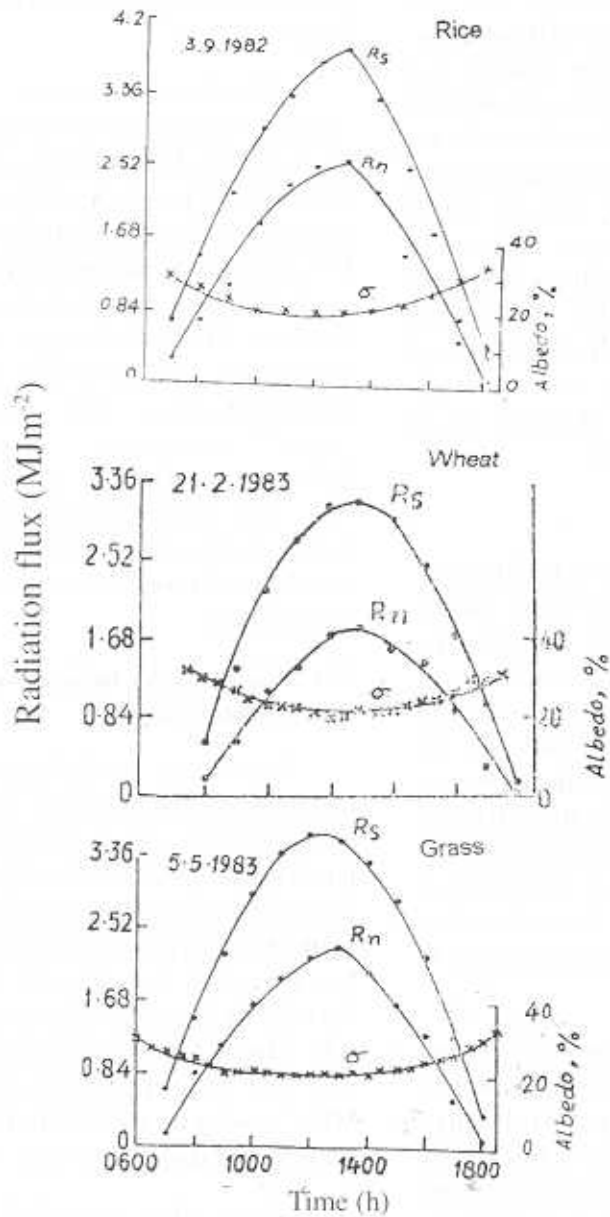 4.2
3.9.1982
Rice
Rs
3.36
2.52
Rn
1.68
40
0.84
σ
20
0
0
Albedo, %
Radiation flux (MJm-2)
Wheat
3.36
21.2.1983
Rs
2.52
Rn
1.68
40
σ
0.84
20
0
0
Albedo, %
Rs
Grass
3.36
5.5.1983
2.52
Rn
1.68
40
σ
0.84
20
0
0
Albedo, %
0600
1000
1400
1800
Time (h)